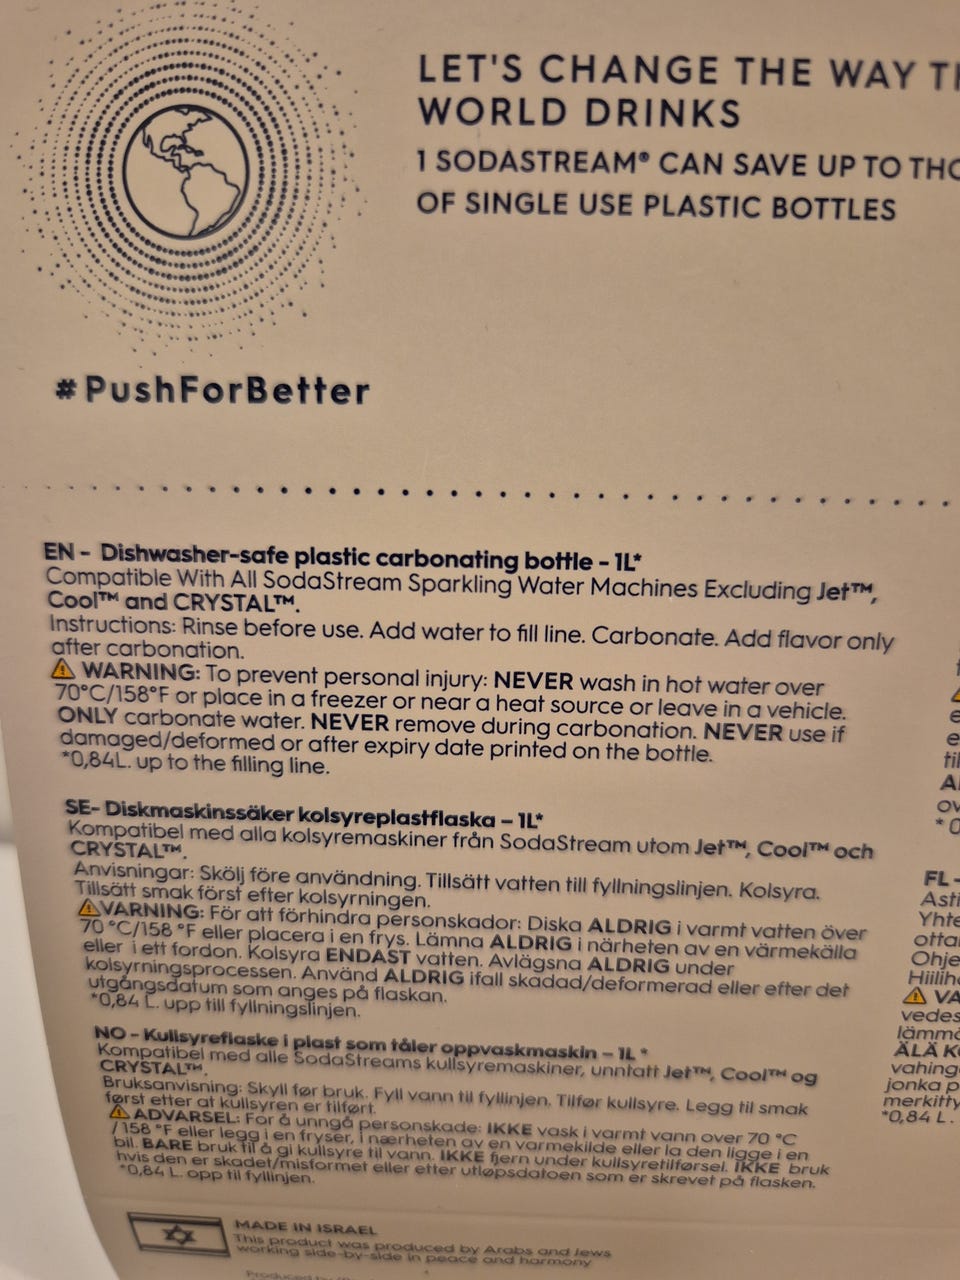 LET'S CHANGE THE WAY
WORLD DRINKS
1 SODASTREAM® CAN SAVE UP TO
OF SINGLE USE PLASTIC BOTTLES
#PushForBetter
EN - Dishwasher-safe plastic carbonating bottle - 1L*
Compatible With All SodaStream Sparkling Water Machines Excluding Jet™,
Cool™ and CRYSTAL™.
Instructions: Rinse before use. Add water to fill line. Carbonate. Add flavor only
after carbonation.
⚠ WARNING: To prevent personal injury: NEVER wash in hot water over
70°C/158°F or place in a freezer or near a heat source or leave in a vehicle.
ONLY carbonate water. NEVER remove during carbonation. NEVER use if
damaged/deformed or after expiry date printed on the bottle.
*0,84L. up to the filling line.
SE- Diskmaskinssäker kolsyreplastflaska – 1L*
Kompatibel med alla kolsyremaskiner från SodaStream utom Jet™, Cool™ och
CRYSTAL™.
Anvisningar: Skölj före användning. Tillsätt vatten till fyllningslinjen. Kolsyra.
Tillsätt smak först efter kolsyrningen.
⚠VARNING: För att förhindra personskador: Diska ALDRIG i varmt vatten över
70 °C/158 °F eller placera i en frys. Lämna ALDRIG i närheten av en värmekälla
eller i ett fordon. Kolsyra ENDAST vatten. Avlägsna ALDRIG under
kolsyrningsprocessen. Använd ALDRIG ifall skadad/deformerad eller efter det
utgångsdatum som anges på flaskan.
*0,84 L. upp till fyllningslinjen.
NO – Kullsyreflaske i plast som tåler oppvaskmaskin – 1L *
Kompatibel med alle SodaStreams kullsyremaskiner, unntatt Jet™, Cool™ og
CRYSTAL™.
Bruksanvisning: Skyll før bruk. Fyll vann til fyllinjen. Tilfør kullsyre. Legg til smak
først etter at kullsyren er tilført.
⚠ADVARSEL: For å unngå personskade: IKKE vask i varmt vann over 70 °C
/ 158 °F eller legg i en fryser, i nærheten av en varmekilde eller la den ligge i en
bil. BARE bruk til å gi kullsyre til vann. IKKE fjern under kullsyretilførsel. IKKE bruk
hvis den er skadet/misformet eller etter utløpsdatoen som er skrevet på flasken.
*0,84 L. opp til fyllinjen.
MADE IN ISRAEL
This product was produced by Arabs and Jews
working side-by-side in peace and harmony
Produced by
FL -
ÄLÄ
jonka
*0,84 L.